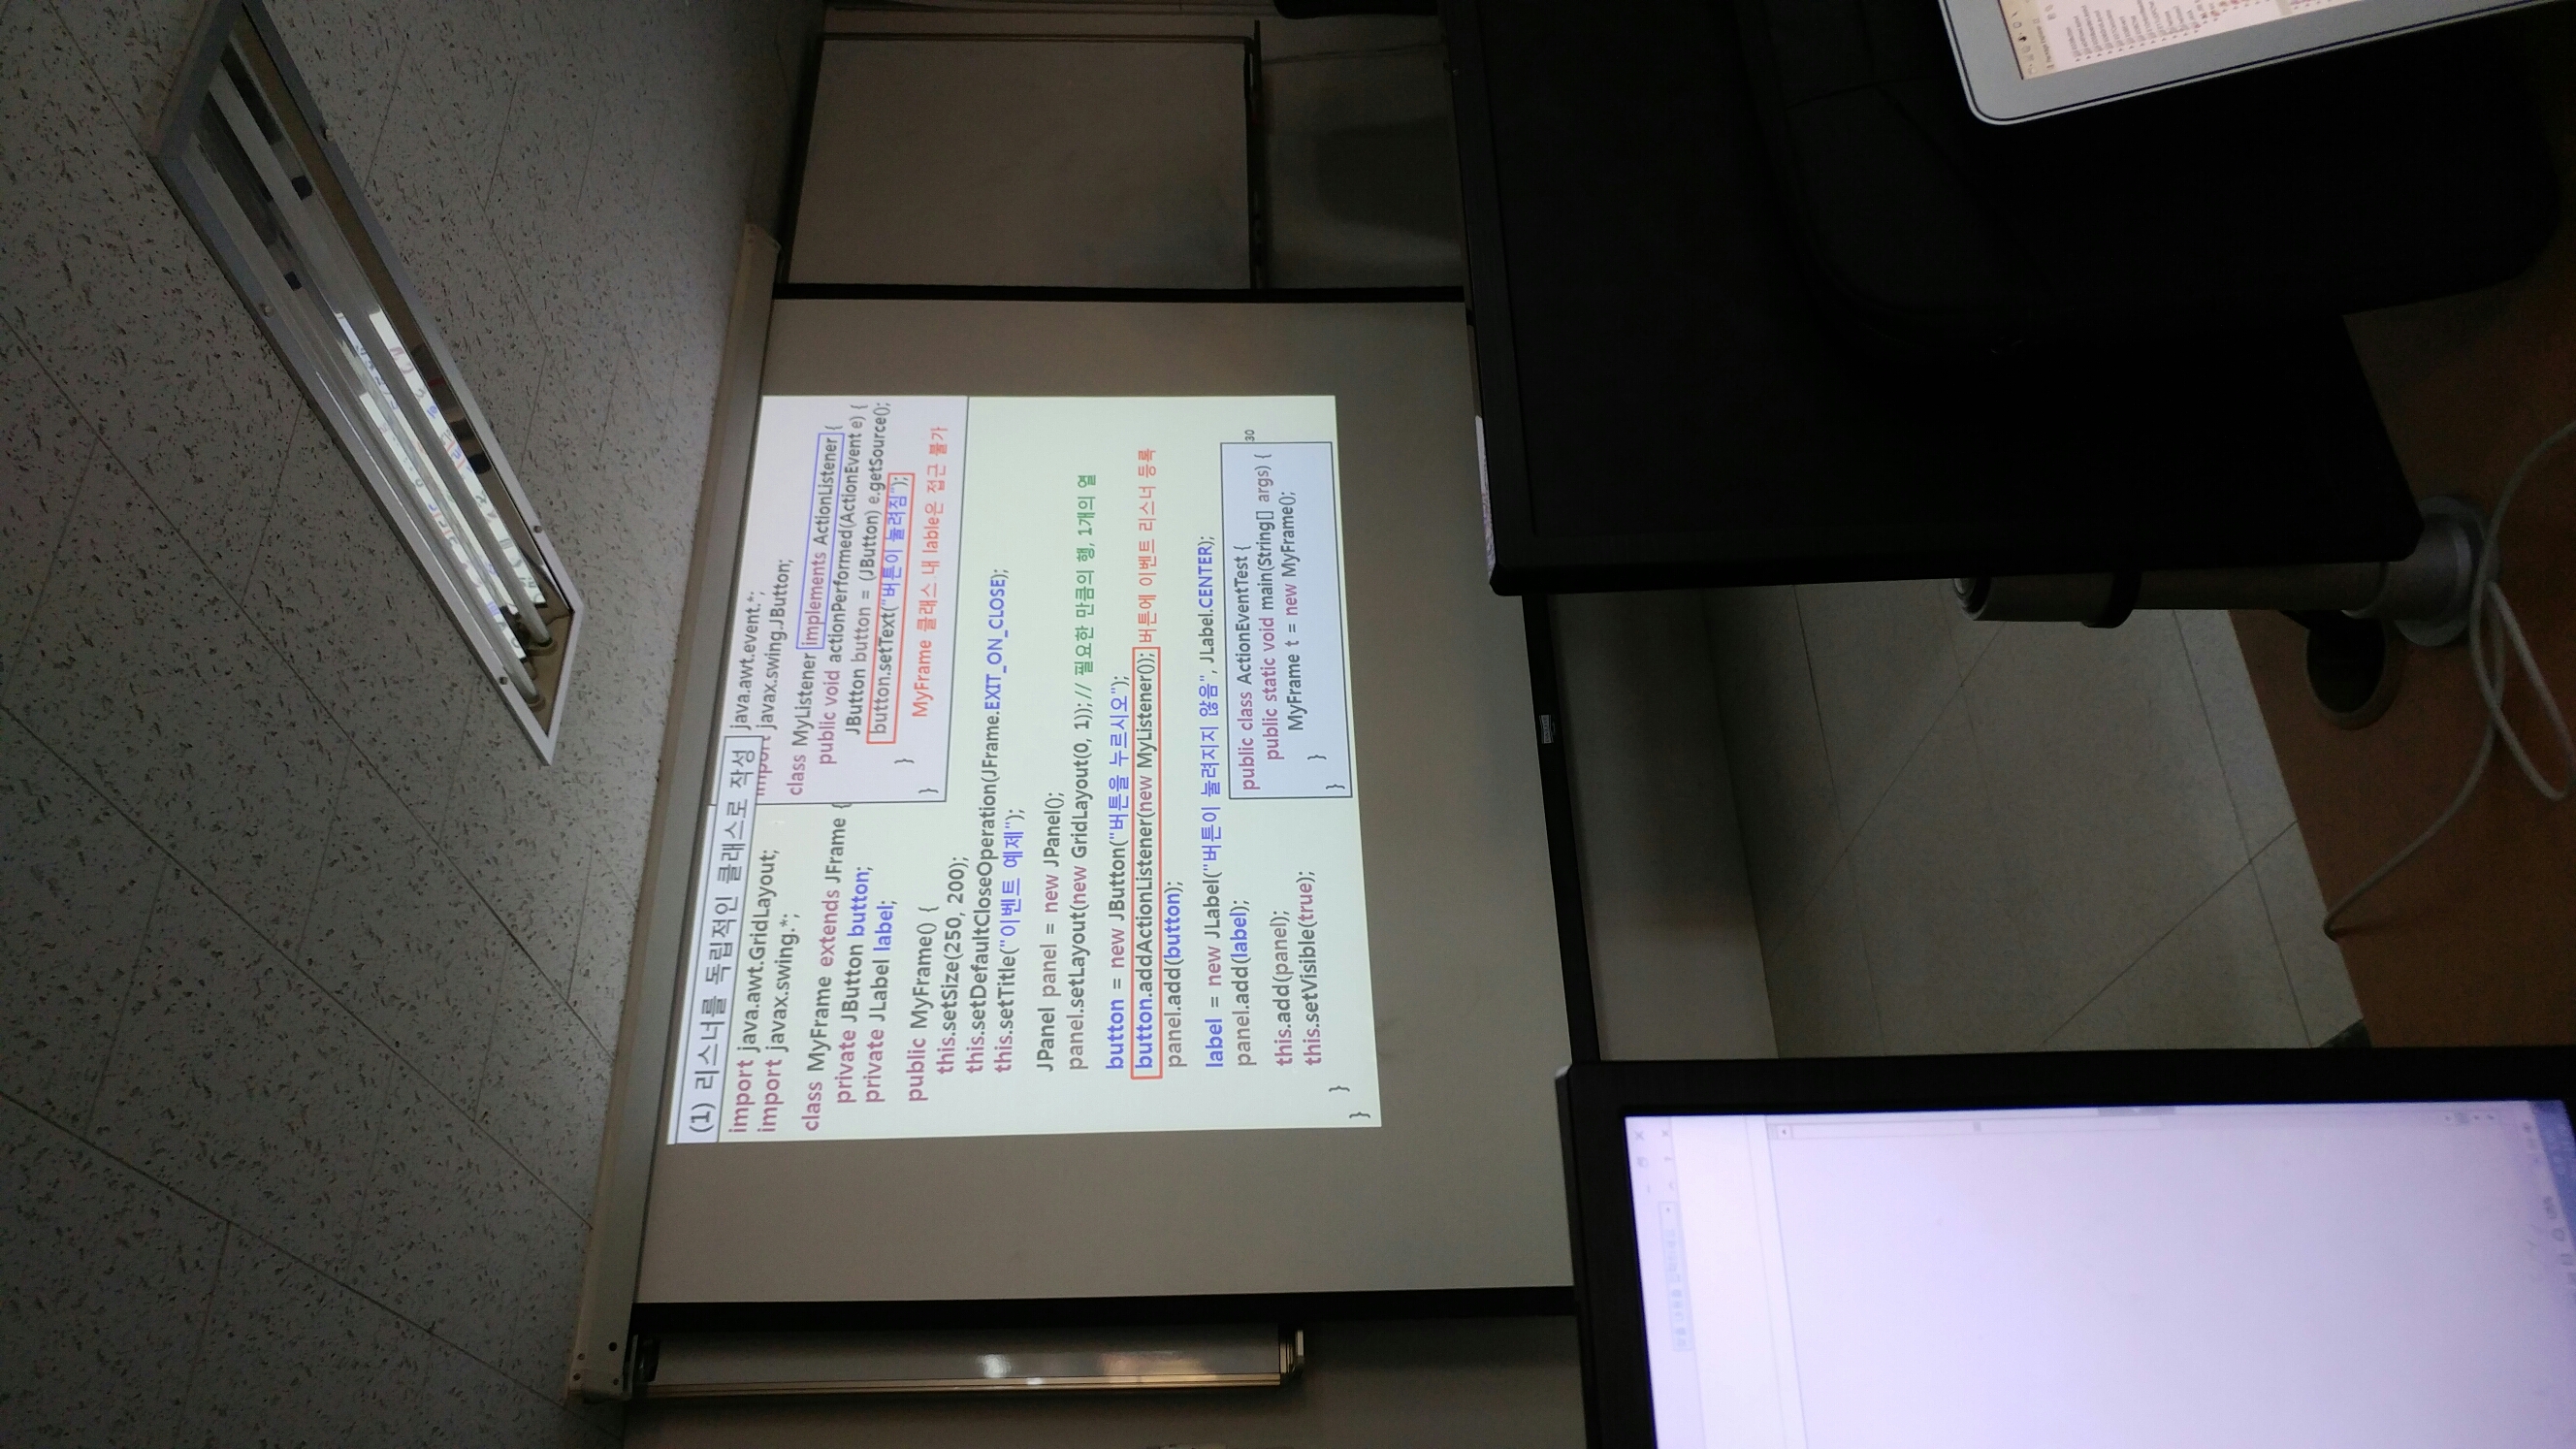 (1) 리스너를 독립적인 클래스로 작성
import java.awt.GridLayout;
import javax.swing.*;
class MyFrame extends JFrame {
private JButton button;
private JLabel label;
public MyFrame() {
this.setSize(250, 200);
this.setDefaultCloseOperation(JFrame.EXIT_ON_CLOSE);
this.setTitle("이벤트 예제");
JPanel panel = new JPanel();
panel.setLayout(new GridLayout(0, 1)); // 필요한 만큼의 행, 1개의 열
button = new JButton("버튼을 누르시오");
button.addActionListener(new MyListener()); 버튼에 이벤트 리스너 등록
panel.add(button);
label = new JLabel("버튼이 눌려지지 않음", JLabel.CENTER);
panel.add(label);
this.add(panel);
this.setVisible(true);
}
}
java.awt.event.*;
import javax.swing.JButton;
class MyListener implements ActionListener {
public void actionPerformed(ActionEvent e) {
JButton button = (JButton) e.getSource();
button.setText("버튼이 눌려짐");
}
MyFrame 클래스 내 lable은 접근 불가
}
public class ActionEventTest {
public static void main(String[] args) {
MyFrame t = new MyFrame();
}
}
30